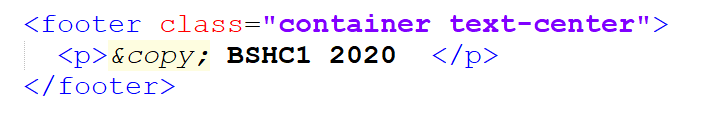 <footer class="container text-center">
<p>&copy; BSHC1 2020  </p>
</footer>